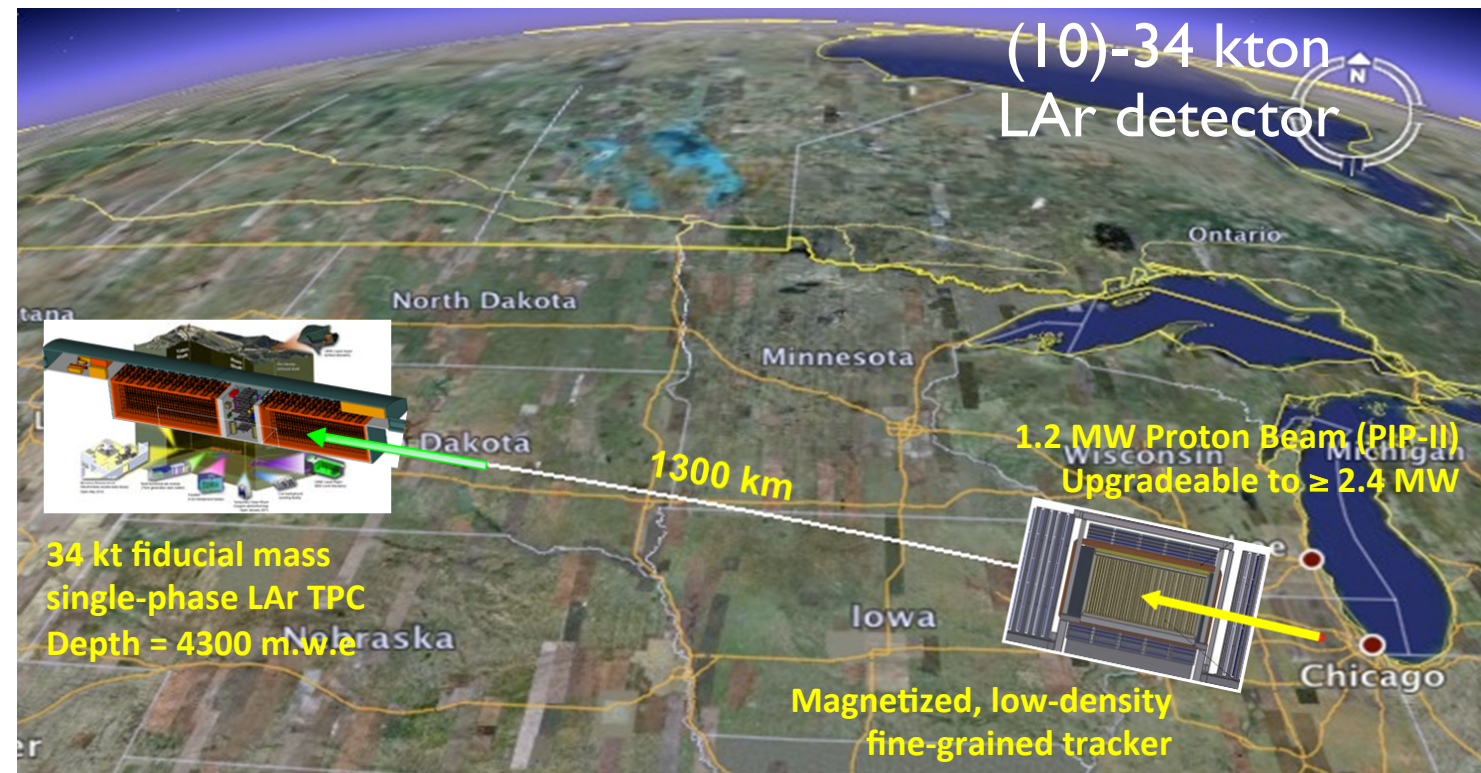 (10)-34 kton
LAr detector
N
Ontario
North Dakota
tana
Minnesota
Dakota
1300 km
1.2 MW Proton Beam (PIP-II)
Wisconsin
Michigan
Upgradeable to ≥ 2.4 MW
34 kt fiducial mass
single-phase LAr TPC
Depth = 4300 m.w.e
Nebraska
Iowa
Chicago
Magnetized, low-density
fine-grained tracker
er